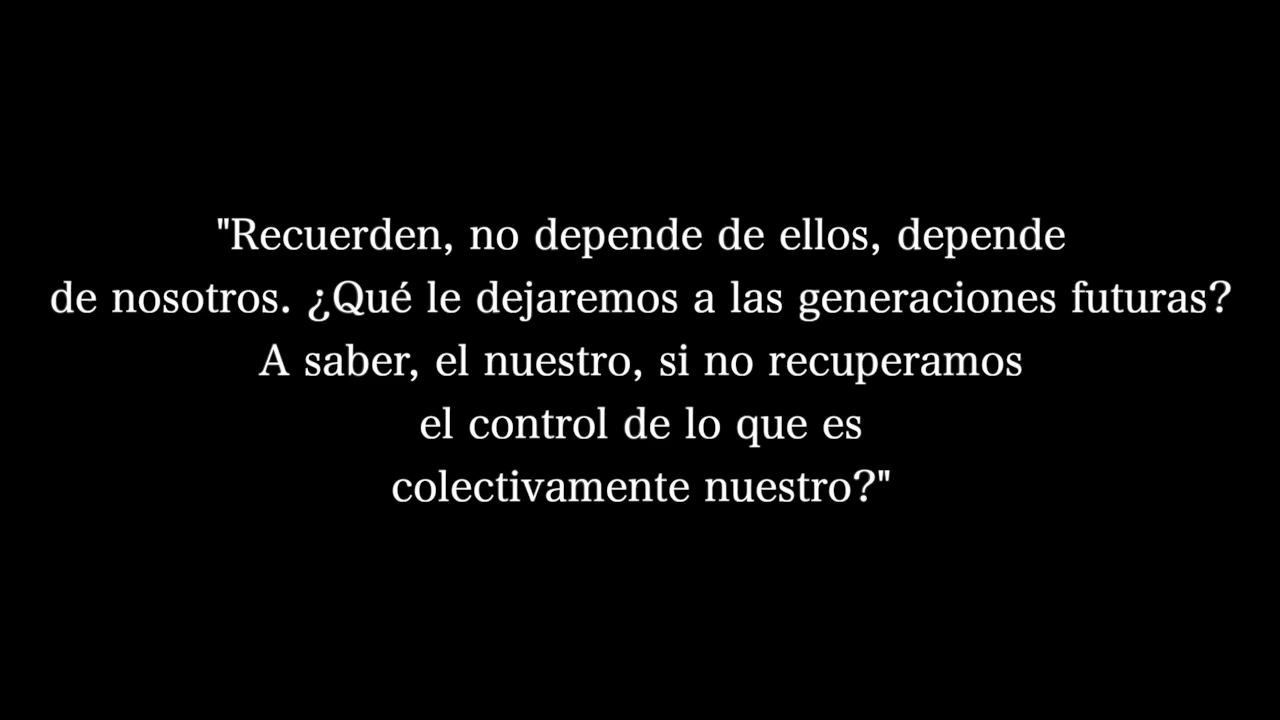 "Recuerden, no depende de ellos, depende
de nosotros. ¿Qué le dejaremos a las generaciones futuras?
A saber, el nuestro, si no recuperamos
el control de lo que es
colectivamente nuestro?"